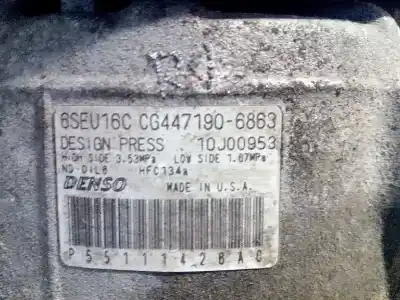 6SEU16C CG447190-6863
DESIGN PRESS 10J00953
HIGH SIDE 3.53MPa LOW SIDE 1.67MPa
ND-OIL8 HFC134a
DENSO MADE IN U.S.A.
P55111426AC